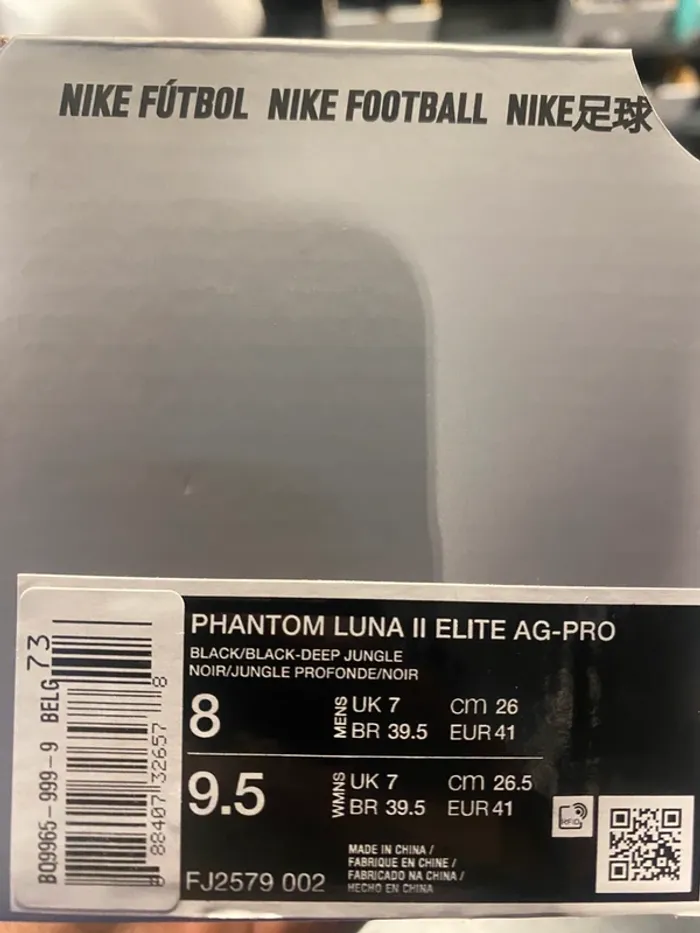 NIKE FÚTBOL NIKE FOOTBALL NIKE足球
PHANTOM LUNA II ELITE AG-PRO
BLACK/BLACK-DEEP JUNGLE
NOIR/JUNGLE PROFONDE/NOIR
8
MENS
UK 7 cm 26
BR 39.5 EUR 41
9.5
WMNS
UK 7 cm 26.5
BR 39.5 EUR 41
RFID
MADE IN CHINA /
FABRIQUE EN CHINE /
FABRICADO NA CHINA /
HECHO EN CHINA
FJ2579 002
BQ9965-999-9 BELG 73
8 88407 32657 8